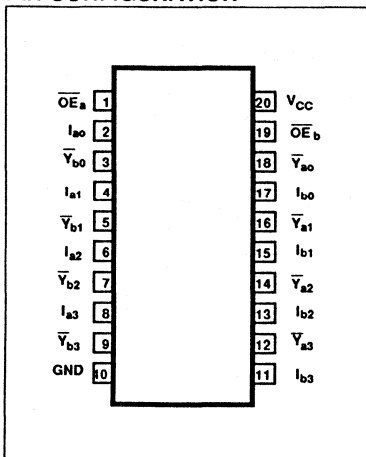 OE̅a 1 20 VCC
Ia0 2 19 OE̅b
Y̅b0 3 18 Y̅a0
Ia1 4 17 Ib0
Y̅b1 5 16 Y̅a1
Ia2 6 15 Ib1
Y̅b2 7 14 Y̅a2
Ia3 8 13 Ib2
Y̅b3 9 12 Y̅a3
GND 10 11 Ib3